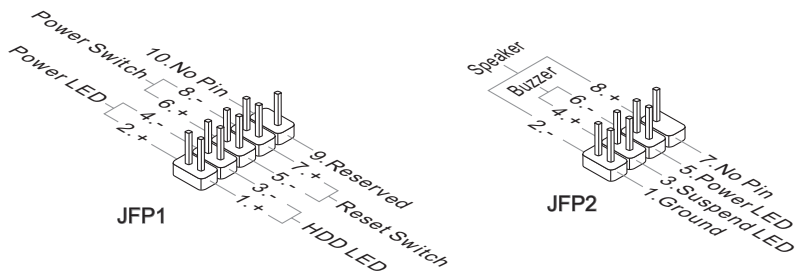 Power Switch
10.No Pin
8.-
6.+
Power LED
4.-
2.+
9.Reserved
7.+
5.-
Reset Switch
3.-
1.+
HDD LED
JFP1
Speaker
Buzzer
8.+
6.-
4.+
2.-
7.No Pin
5.Power LED
3.Suspend LED
1.Ground
JFP2